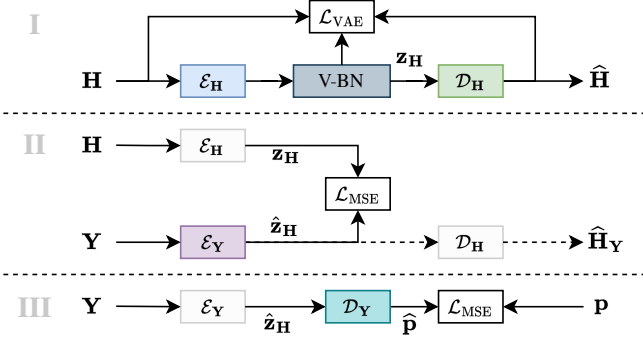 I
𝓛_VAE
H
𝓔_H
V-BN
z_H
𝓓_H
Ĥ
II
H
𝓔_H
z_H
𝓛_MSE
Y
𝓔_Y
ẑ_H
𝓓_H
Ĥ_Y
III
Y
𝓔_Y
ẑ_H
𝓓_Y
p̂
𝓛_MSE
p